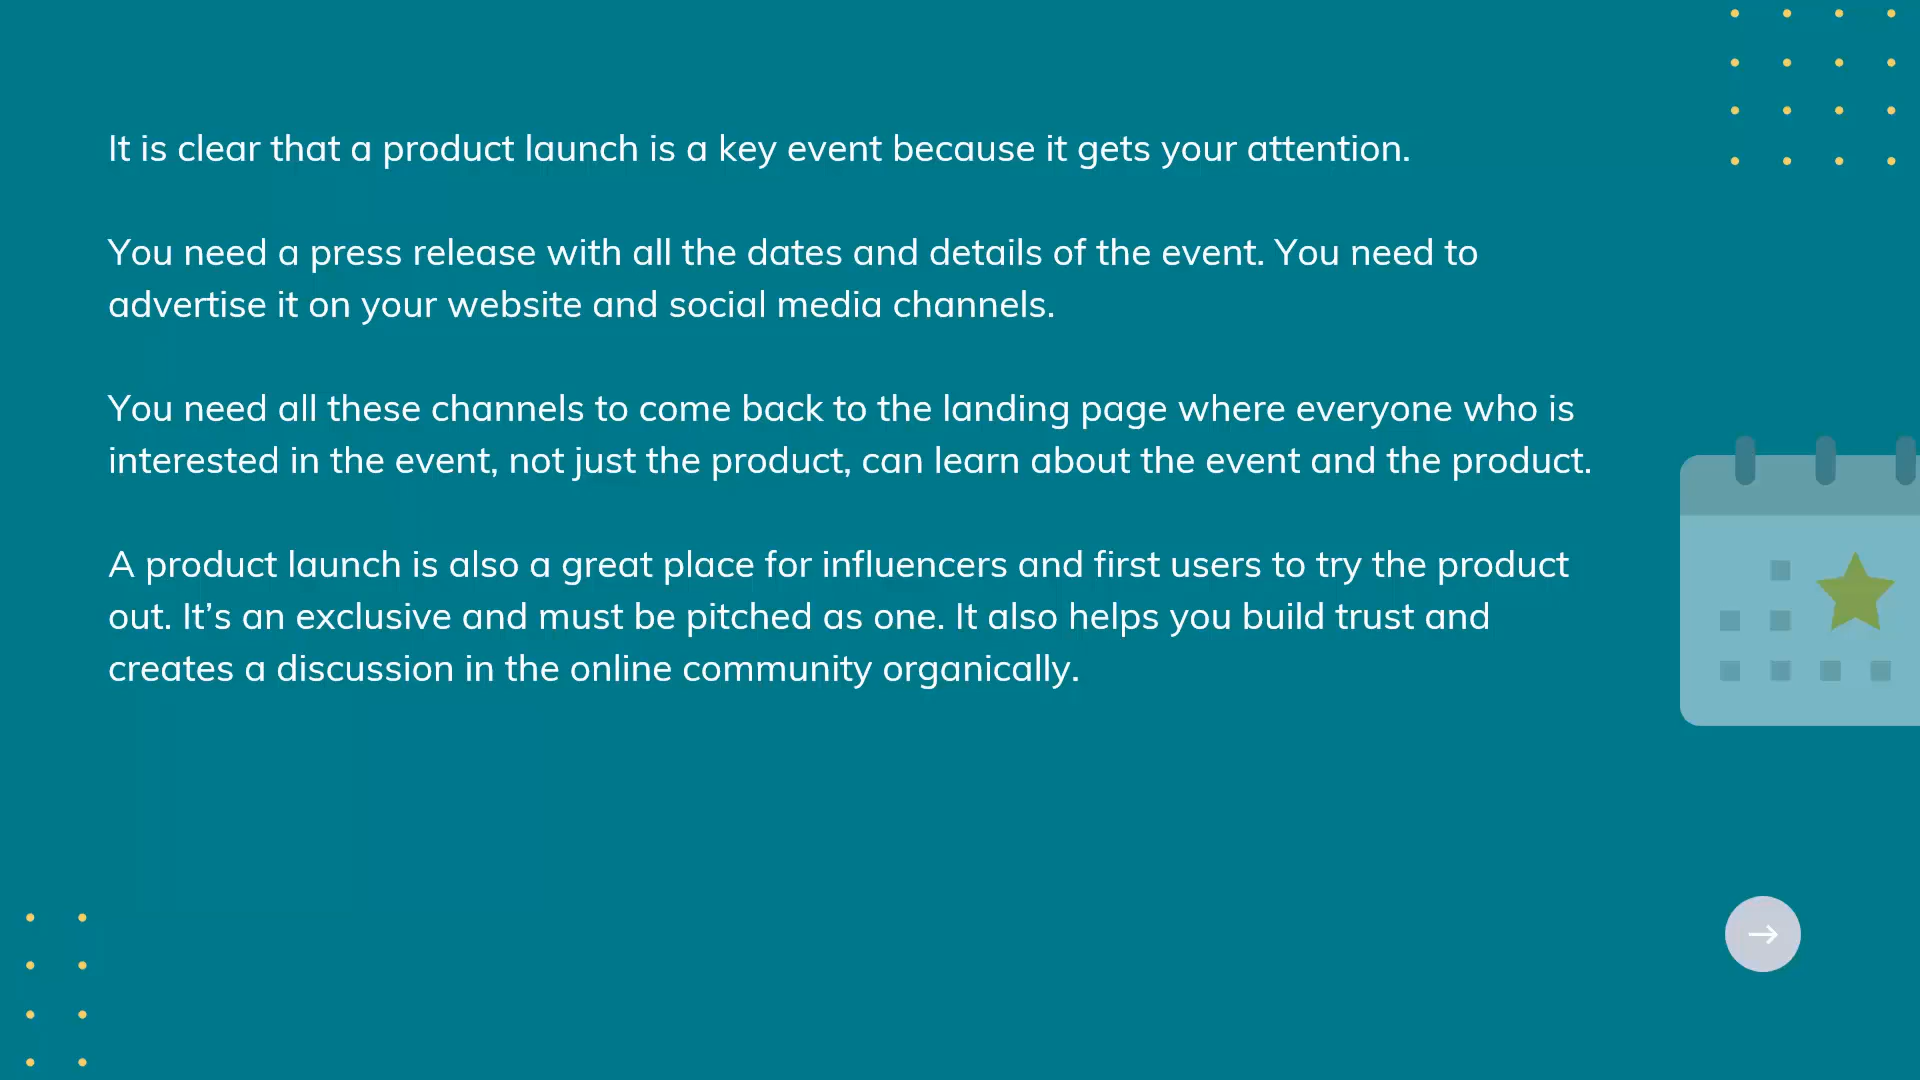 It is clear that a product launch is a key event because it gets your attention.
You need a press release with all the dates and details of the event. You need to
advertise it on your website and social media channels.
You need all these channels to come back to the landing page where everyone who is
interested in the event, not just the product, can learn about the event and the product.
A product launch is also a great place for influencers and first users to try the product
out. It’s an exclusive and must be pitched as one. It also helps you build trust and
creates a discussion in the online community organically.